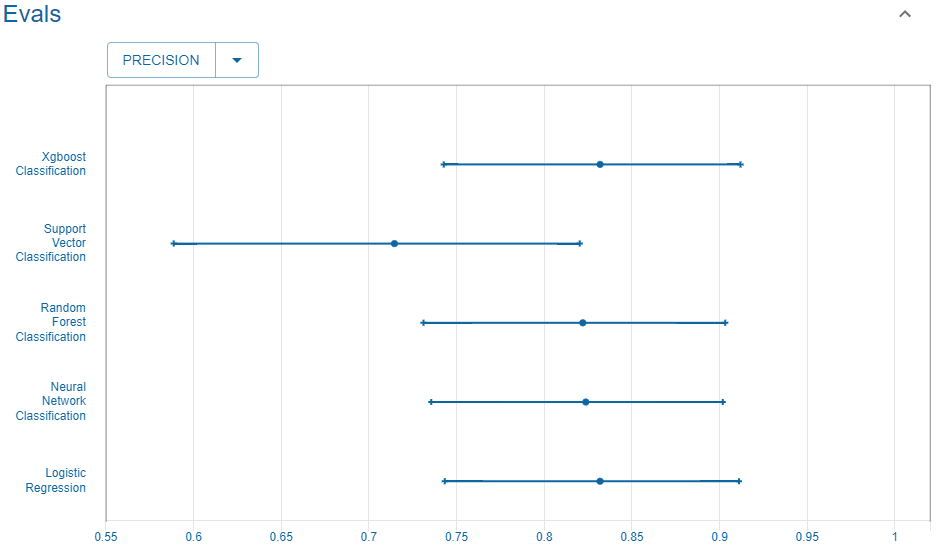 Evals
PRECISION
Xgboost
Classification
Support
Vector
Classification
Random
Forest
Classification
Neural
Network
Classification
Logistic
Regression
0.55 0.6 0.65 0.7 0.75 0.8 0.85 0.9 0.95 1